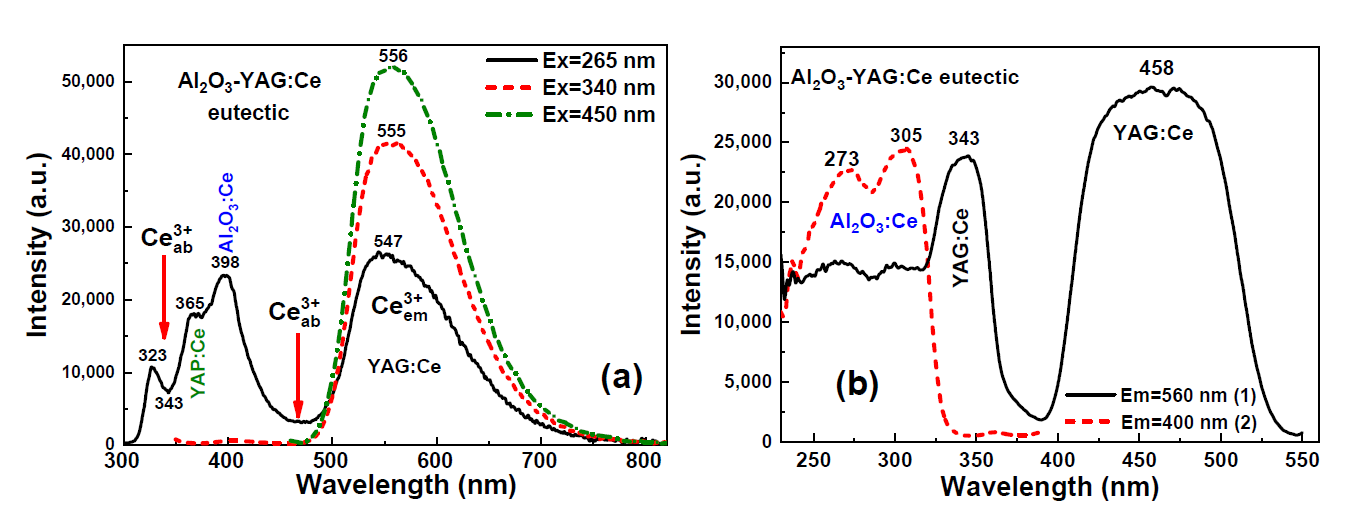 Al2O3-YAG:Ce
eutectic
Ex=265 nm
Ex=340 nm
Ex=450 nm
556
555
547
Ce3+em
YAG:Ce
Ce3+ab
323
343
365
YAP:Ce
398
Al2O3:Ce
Ce3+ab
(a)
50,000
40,000
30,000
20,000
10,000
0
Intensity (a.u.)
300 400 500 600 700 800
Wavelength (nm)
Al2O3-YAG:Ce eutectic
458
YAG:Ce
273
305
343
Al2O3:Ce
YAG:Ce
(b)
Em=560 nm (1)
Em=400 nm (2)
30,000
25,000
20,000
15,000
10,000
5,000
0
Intensity (a.u.)
250 300 350 400 450 500 550
Wavelength (nm)